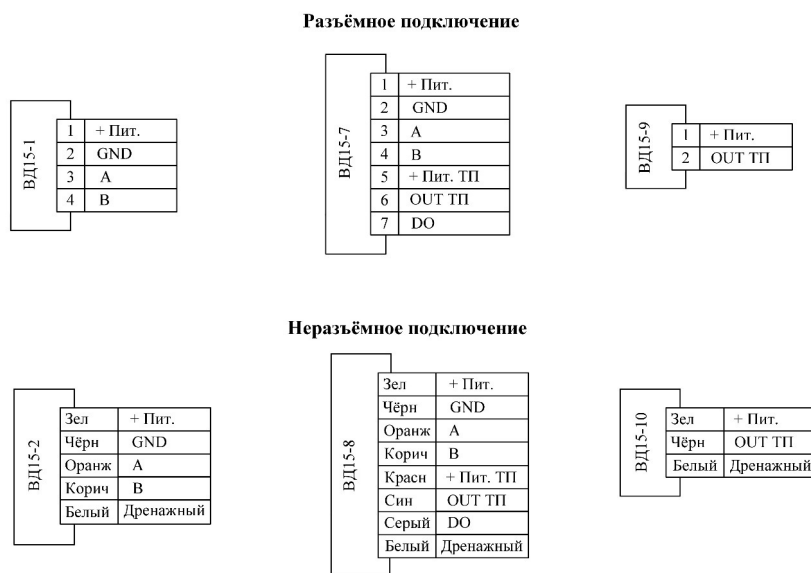 Разъёмное подключение
ВД15-1
1 + Пит.
2 GND
3 A
4 B
ВД15-7
1 + Пит.
2 GND
3 A
4 B
5 + Пит. ТП
6 OUT ТП
7 DO
ВД15-9
1 + Пит.
2 OUT ТП
Неразъёмное подключение
ВД15-2
Зел + Пит.
Чёрн GND
Оранж A
Корич B
Белый Дренажный
ВД15-8
Зел + Пит.
Чёрн GND
Оранж A
Корич B
Красн + Пит. ТП
Син OUT ТП
Серый DO
Белый Дренажный
ВД15-10
Зел + Пит.
Чёрн OUT ТП
Белый Дренажный